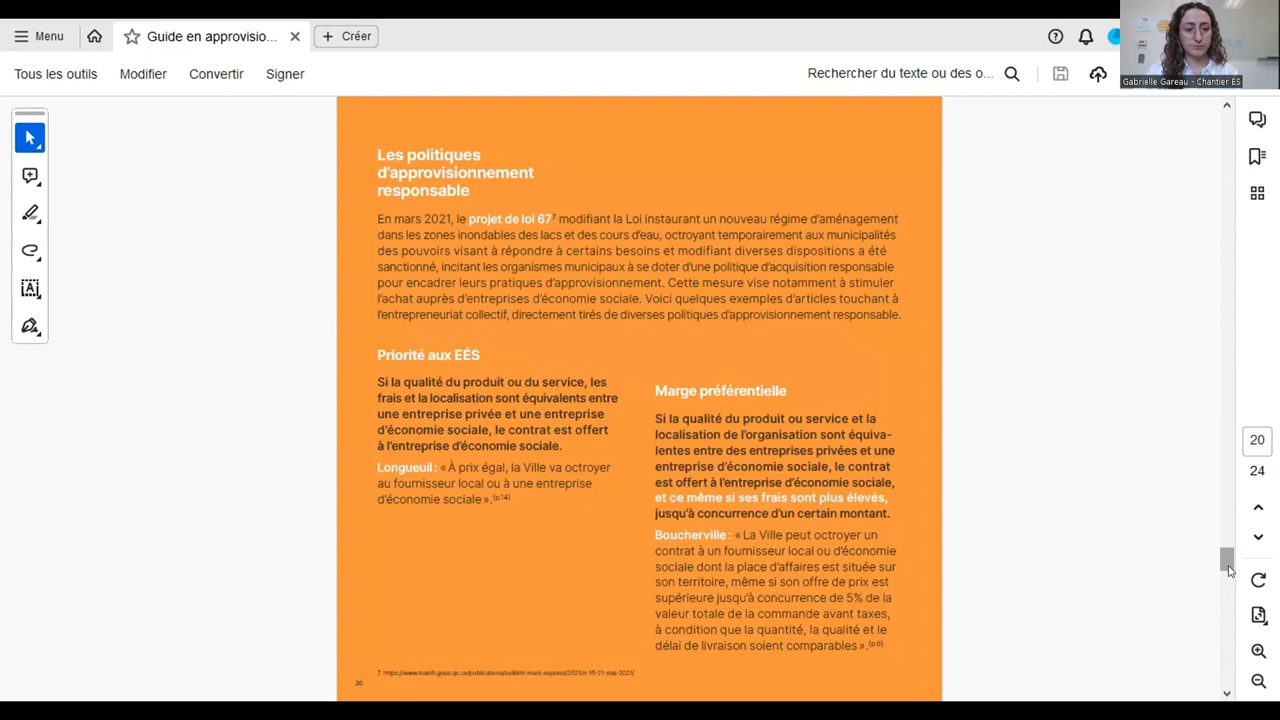 Menu
Guide en approvisio...
Créer
Tous les outils
Modifier
Convertir
Signer
Rechercher du texte ou des o...
Gabrielle Gareau - Chantier ÉS
Les politiques
d'approvisionnement
responsable
En mars 2021, le projet de loi 67⁷ modifiant la Loi instaurant un nouveau régime d'aménagement
dans les zones inondables des lacs et des cours d'eau, octroyant temporairement aux municipalités
des pouvoirs visant à répondre à certains besoins et modifiant diverses dispositions a été
sanctionné, incitant les organismes municipaux à se doter d'une politique d'acquisition responsable
pour encadrer leurs pratiques d'approvisionnement. Cette mesure vise notamment à stimuler
l'achat auprès d'entreprises d'économie sociale. Voici quelques exemples d'articles touchant à
l'entrepreneuriat collectif, directement tirés de diverses politiques d'approvisionnement responsable.
Priorité aux EÉS
Si la qualité du produit ou du service, les
frais et la localisation sont équivalents entre
une entreprise privée et une entreprise
d'économie sociale, le contrat est offert
à l'entreprise d'économie sociale.
Longueuil : « À prix égal, la Ville va octroyer
au fournisseur local ou à une entreprise
d'économie sociale ».(p.14)
Marge préférentielle
Si la qualité du produit ou service et la
localisation de l'organisation sont équiva-
lentes entre des entreprises privées et une
entreprise d'économie sociale, le contrat
est offert à l'entreprise d'économie sociale,
et ce même si ses frais sont plus élevés,
jusqu'à concurrence d'un certain montant.
Boucherville : « La Ville peut octroyer un
contrat à un fournisseur local ou d'économie
sociale dont la place d'affaires est située sur
son territoire, même si son offre de prix est
supérieure jusqu'à concurrence de 5% de la
valeur totale de la commande avant taxes,
à condition que la quantité, la qualité et le
délai de livraison soient comparables ».(p.6)
20
20
24